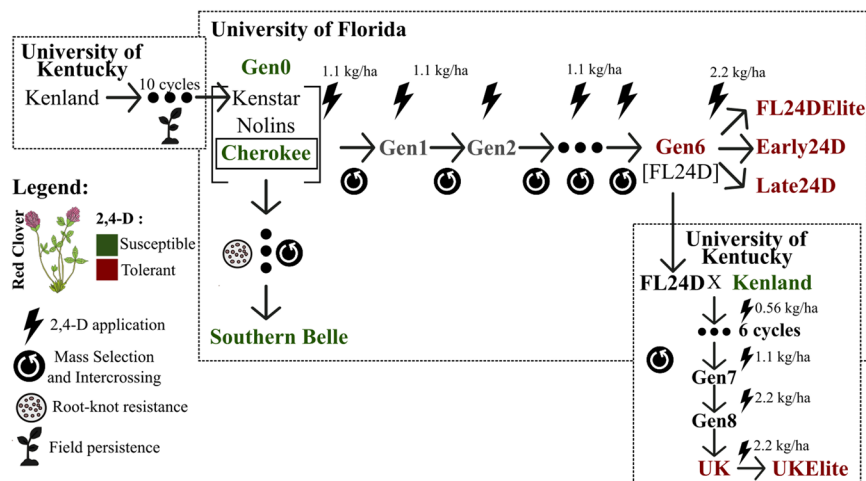 University of
Kentucky
Kenland
10 cycles
University of Florida
Gen0
Kenstar
Nolins
Cherokee
1.1 kg/ha
1.1 kg/ha
1.1 kg/ha
2.2 kg/ha
Gen1
Gen2
Gen6
[FL24D]
FL24DElite
Early24D
Late24D
Southern Belle
Legend:
Red Clover
2,4-D :
Susceptible
Tolerant
2,4-D application
Mass Selection
and Intercrossing
Root-knot resistance
Field persistence
University of
Kentucky
FL24D X Kenland
0.56 kg/ha
6 cycles
1.1 kg/ha
Gen7
2.2 kg/ha
Gen8
2.2 kg/ha
UK
UKElite